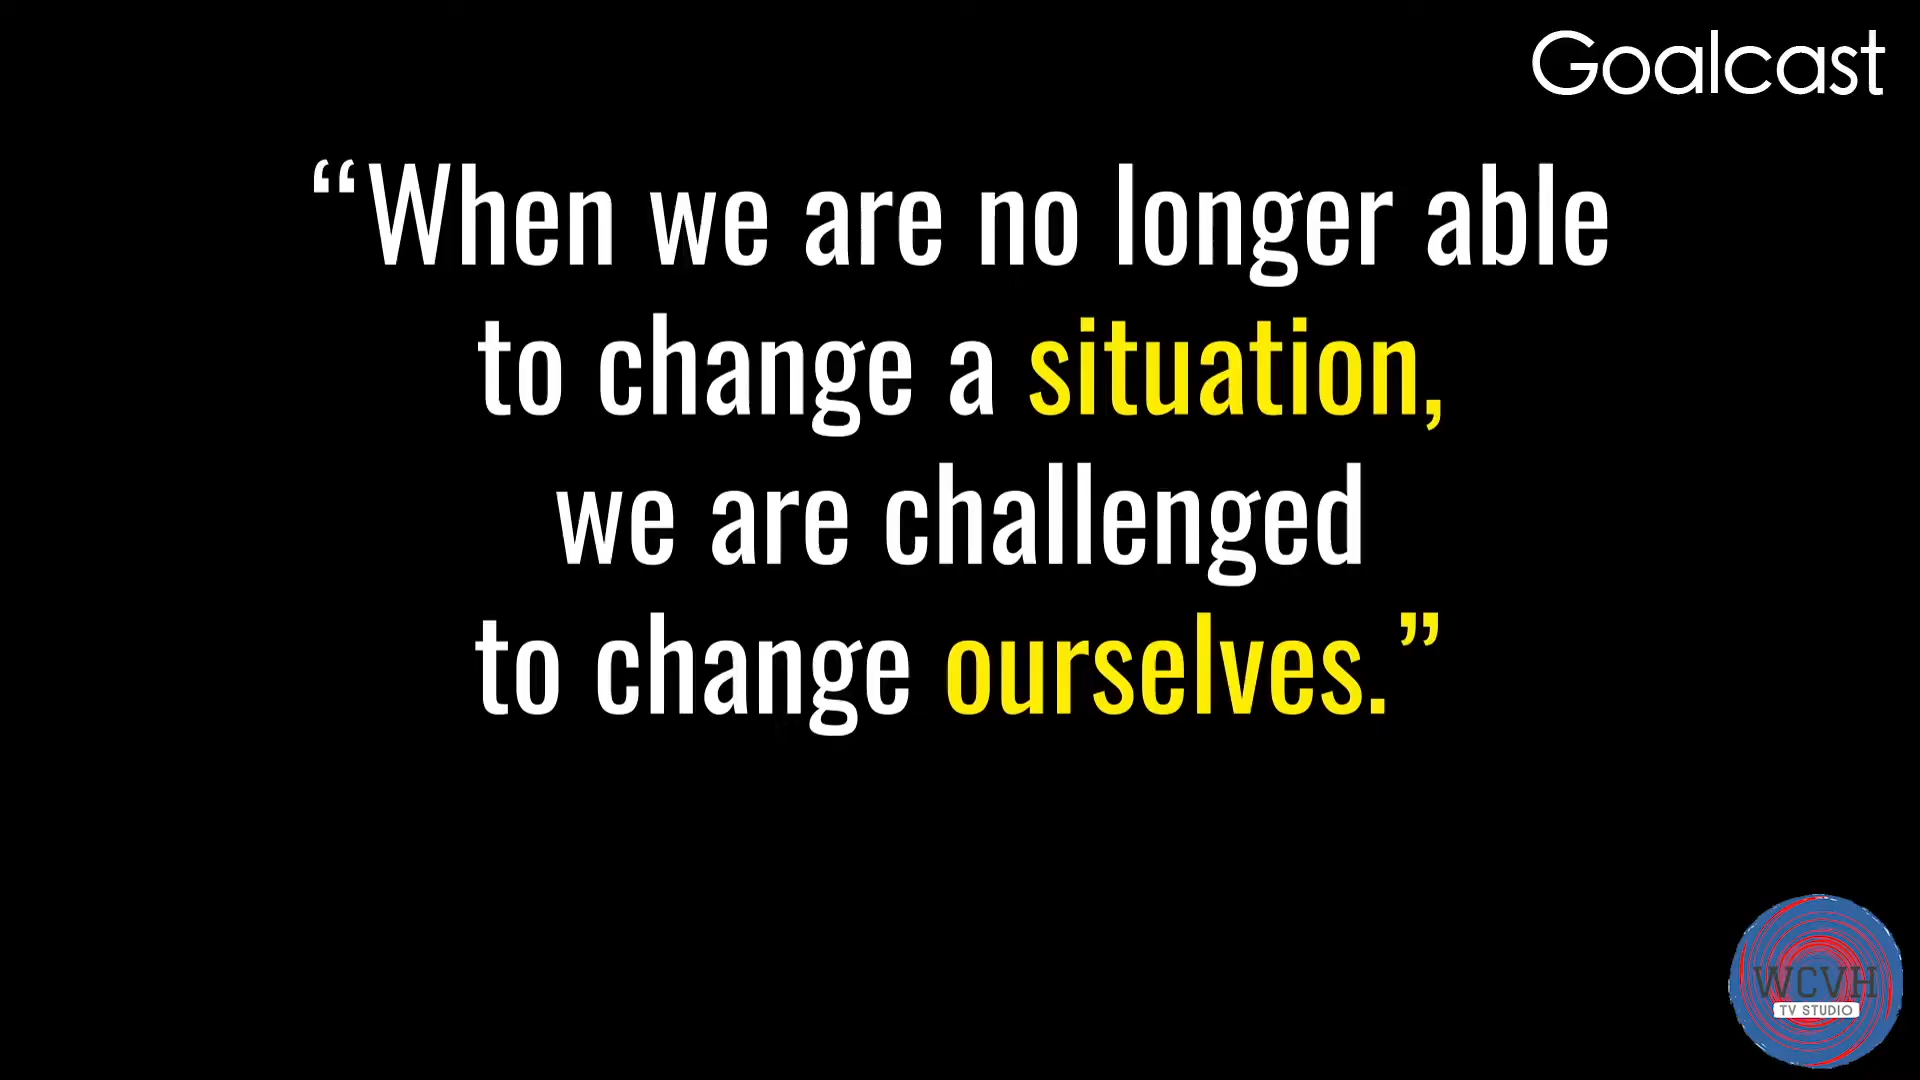 Goalcast
“When we are no longer able
to change a situation,
we are challenged
to change ourselves.”
WCVH
TV STUDIO